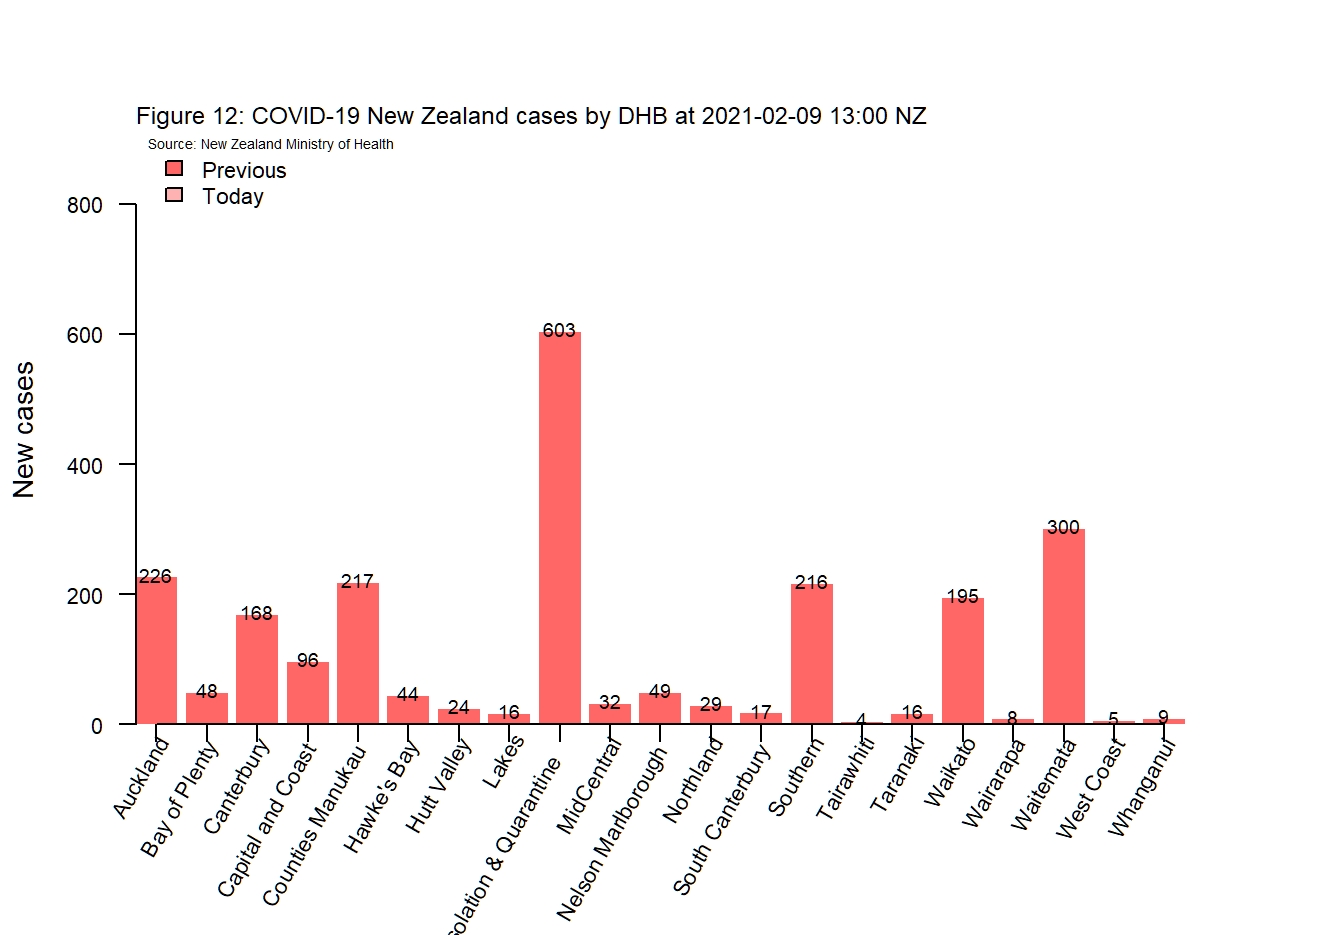 Figure 12: COVID-19 New Zealand cases by DHB at 2021-02-09 13:00 NZ
Source: New Zealand Ministry of Health
Previous
Today
New cases
800
600
400
200
0
226
48
168
96
217
44
24
16
603
32
49
29
17
216
4
16
195
8
300
5
9
Auckland
Bay of Plenty
Canterbury
Capital and Coast
Counties Manukau
Hawke's Bay
Hutt Valley
Lakes
solation & Quarantine
MidCentral
Nelson Marlborough
Northland
South Canterbury
Southern
Tairawhiti
Taranaki
Waikato
Wairarapa
Waitemata
West Coast
Whanganui